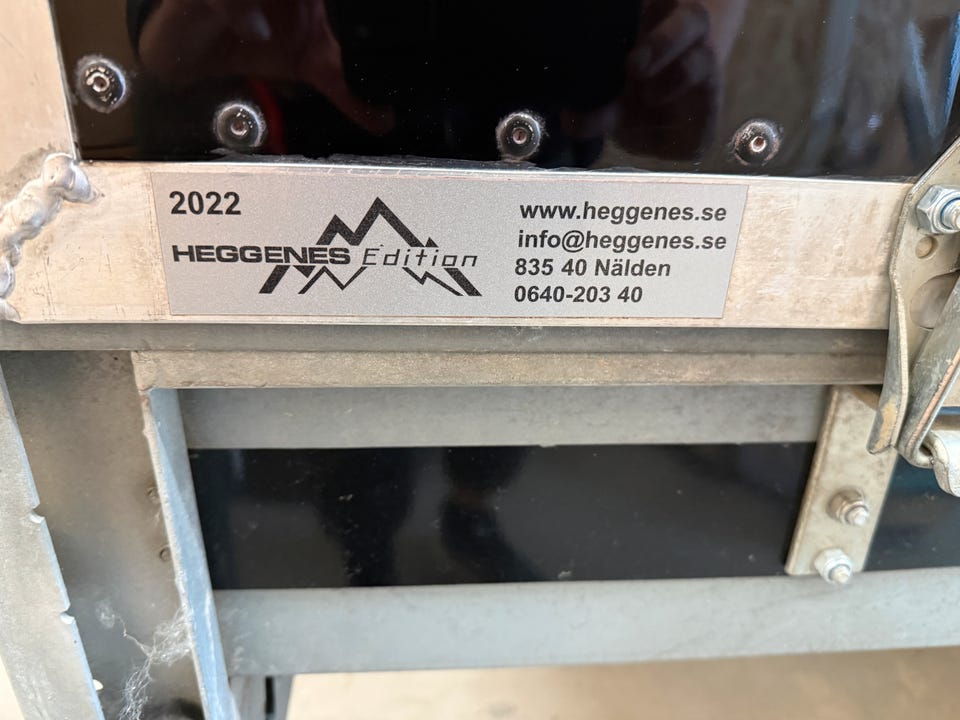 2022
HEGGENES Edition
www.heggenes.se
info@heggenes.se
835 40 Nälden
0640-203 40